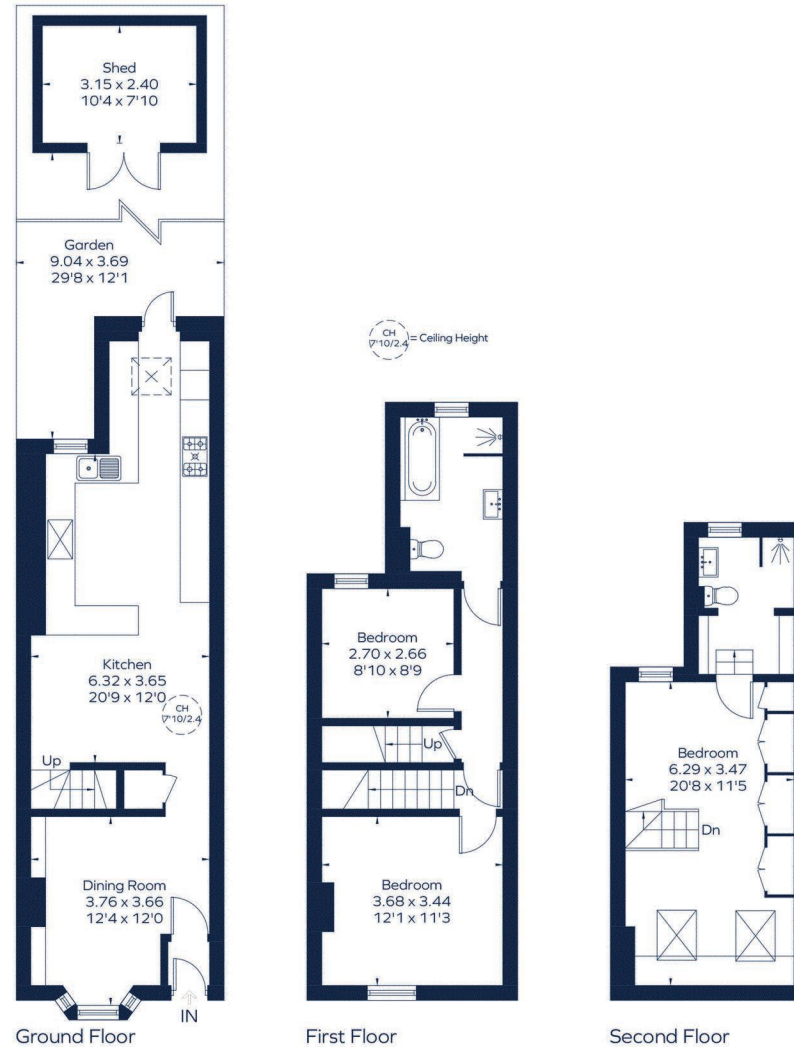 Shed
3.15 x 2.40
10'4 x 7'10
Garden
9.04 x 3.69
29'8 x 12'1
Kitchen
6.32 x 3.65
20'9 x 12'0
CH
7'10/2.4
Up
Dining Room
3.76 x 3.66
12'4 x 12'0
IN
Ground Floor
CH
7'10/2.4
= Ceiling Height
Bedroom
2.70 x 2.66
8'10 x 8'9
Up
Dn
Bedroom
3.68 x 3.44
12'1 x 11'3
First Floor
Bedroom
6.29 x 3.47
20'8 x 11'5
Dn
Second Floor